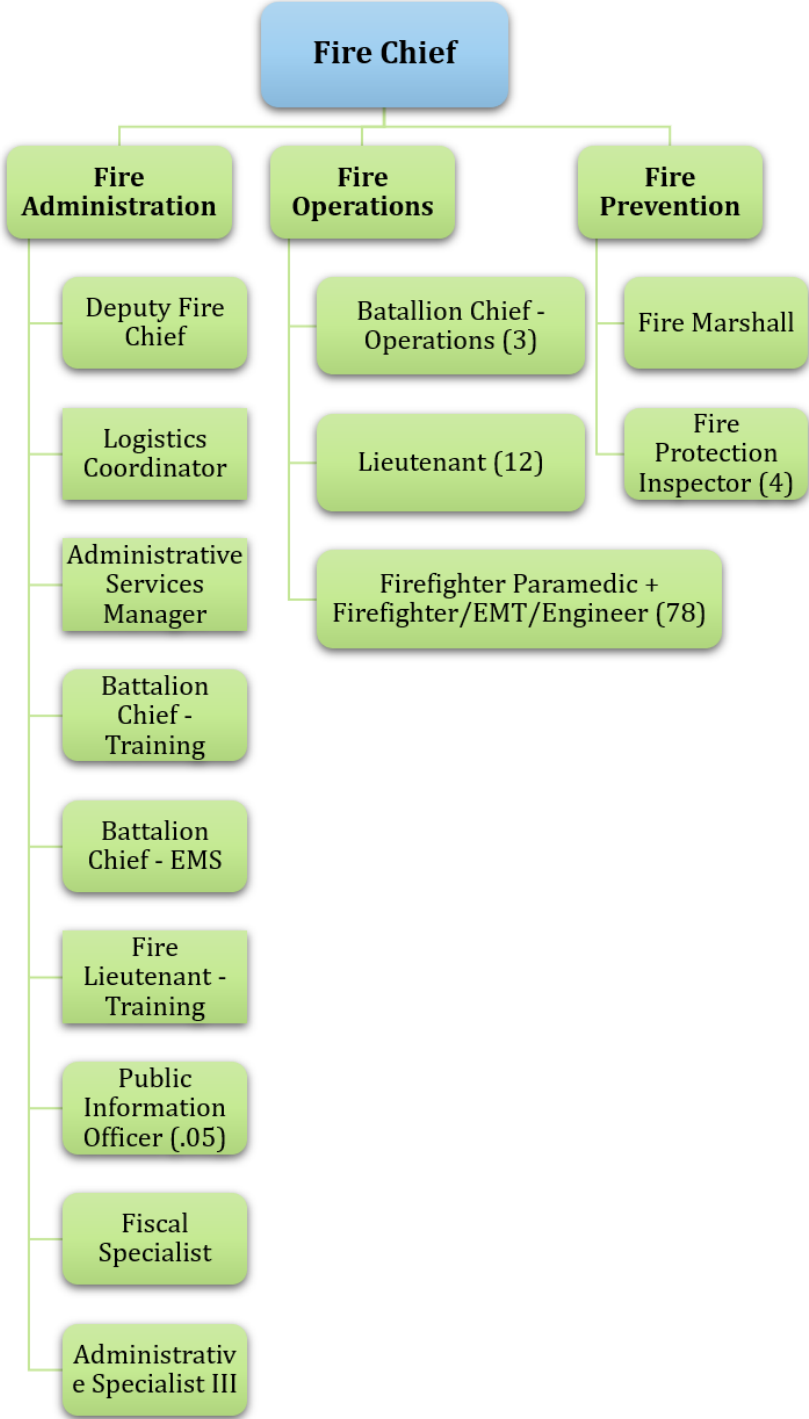 Fire Chief
Fire
Administration
Deputy Fire
Chief
Logistics
Coordinator
Administrative
Services
Manager
Battalion
Chief -
Training
Battalion
Chief - EMS
Fire
Lieutenant -
Training
Public
Information
Officer (.05)
Fiscal
Specialist
Administrativ
e Specialist III
Fire
Operations
Batallion Chief -
Operations (3)
Lieutenant (12)
Firefighter Paramedic +
Firefighter/EMT/Engineer (78)
Fire
Prevention
Fire Marshall
Fire
Protection
Inspector (4)